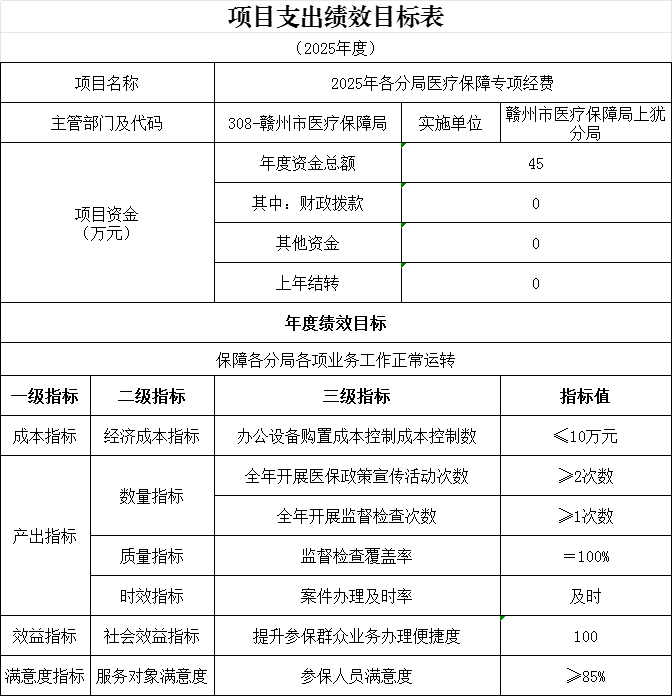 项目支出绩效目标表
（2025年度）
项目名称 2025年各分局医疗保障专项经费
主管部门及代码 308-赣州市医疗保障局 实施单位 赣州市医疗保障局上犹
分局
项目资金
（万元）
年度资金总额 45
其中：财政拨款 0
其他资金 0
上年结转 0
年度绩效目标
保障各分局各项业务工作正常运转
一级指标 二级指标 三级指标 指标值
成本指标 经济成本指标 办公设备购置成本控制成本控制数 ≤10万元
产出指标 数量指标 全年开展医保政策宣传活动次数 ≥2次数
全年开展监督检查次数 ≥1次数
质量指标 监督检查覆盖率 ＝100%
时效指标 案件办理及时率 及时
效益指标 社会效益指标 提升参保群众业务办理便捷度 100
满意度指标 服务对象满意度 参保人员满意度 ≥85%